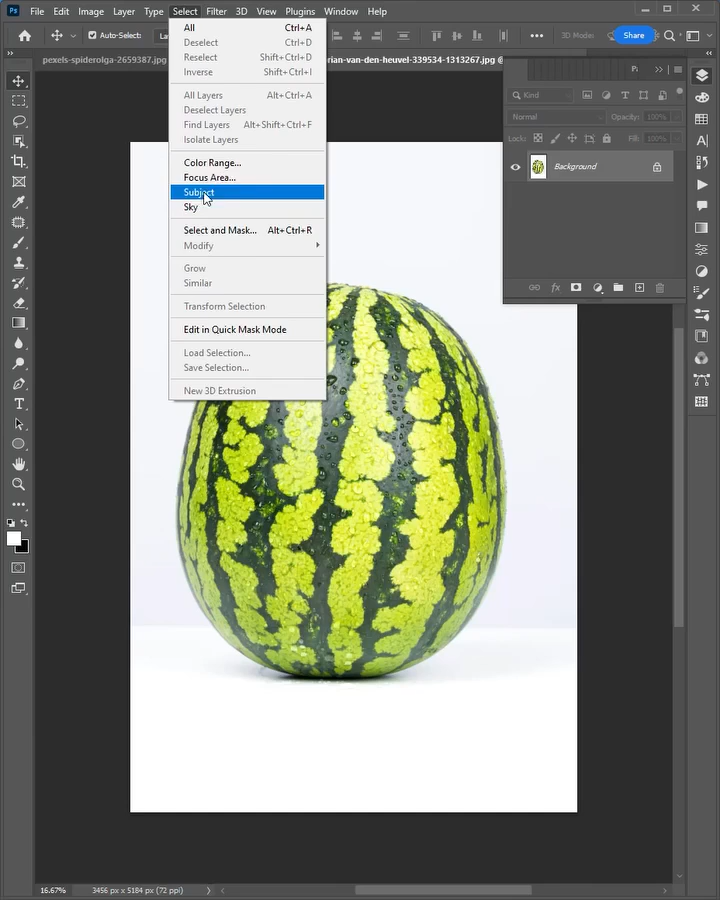 Ps File Edit Image Layer Type Select Filter 3D View Plugins Window Help
Auto-Select: La 3D Modes Share
pexels-spiderolga-2659387.jpg rian-van-den-heuvel-339534-1313267.jpg @
All Ctrl+A
Deselect Ctrl+D
Reselect Shift+Ctrl+D
Inverse Shift+Ctrl+I
All Layers Alt+Ctrl+A
Deselect Layers
Find Layers Alt+Shift+Ctrl+F
Isolate Layers
Color Range...
Focus Area...
Subject
Sky
Select and Mask... Alt+Ctrl+R
Modify
Grow
Similar
Transform Selection
Edit in Quick Mask Mode
Load Selection...
Save Selection...
New 3D Extrusion
Kind
Normal Opacity: 100%
Lock: Fill: 100%
Background
16.67% 3456 px x 5184 px (72 ppi)